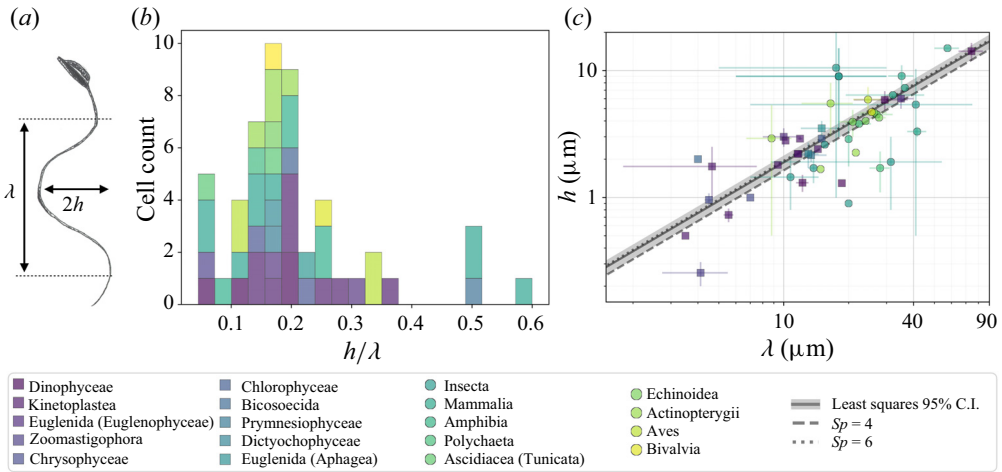 (a)
λ
2h
(b)
Cell count
10
8
6
4
2
0
0.1
0.2
0.3
0.4
0.5
0.6
h/λ
(c)
h (μm)
10
1
10
40
90
λ (μm)
Dinophyceae
Kinetoplastea
Euglenida (Euglenophyceae)
Zoomastigophora
Chrysophyceae
Chlorophyceae
Bicosoecida
Prymnesiophyceae
Dictyochophyceae
Euglenida (Aphagea)
Insecta
Mammalia
Amphibia
Polychaeta
Ascidiacea (Tunicata)
Echinoidea
Actinopterygii
Aves
Bivalvia
Least squares 95% C.I.
Sp = 4
Sp = 6